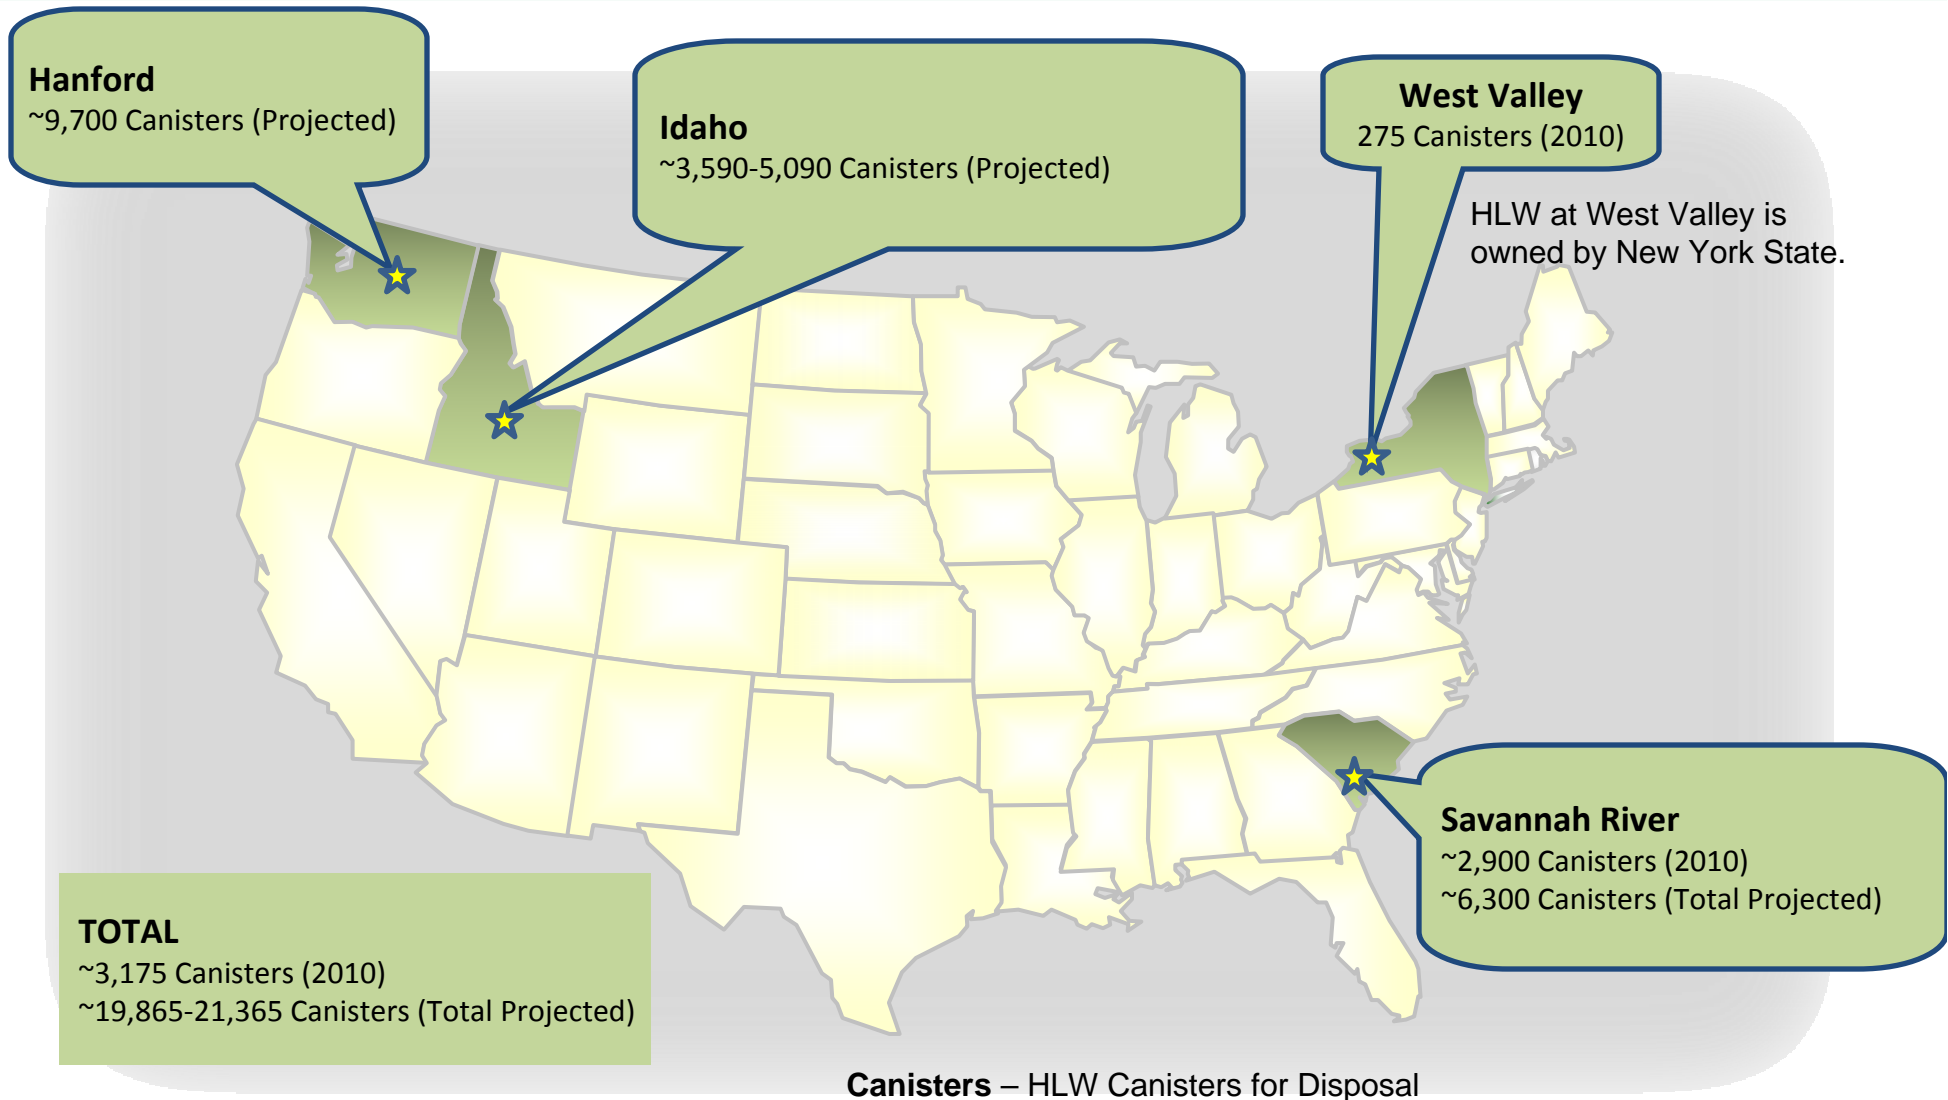 Hanford
~9,700 Canisters (Projected)
Idaho
~3,590-5,090 Canisters (Projected)
West Valley
275 Canisters (2010)
HLW at West Valley is
owned by New York State.
Savannah River
~2,900 Canisters (2010)
~6,300 Canisters (Total Projected)
TOTAL
~3,175 Canisters (2010)
~19,865-21,365 Canisters (Total Projected)
Canisters – HLW Canisters for Disposal